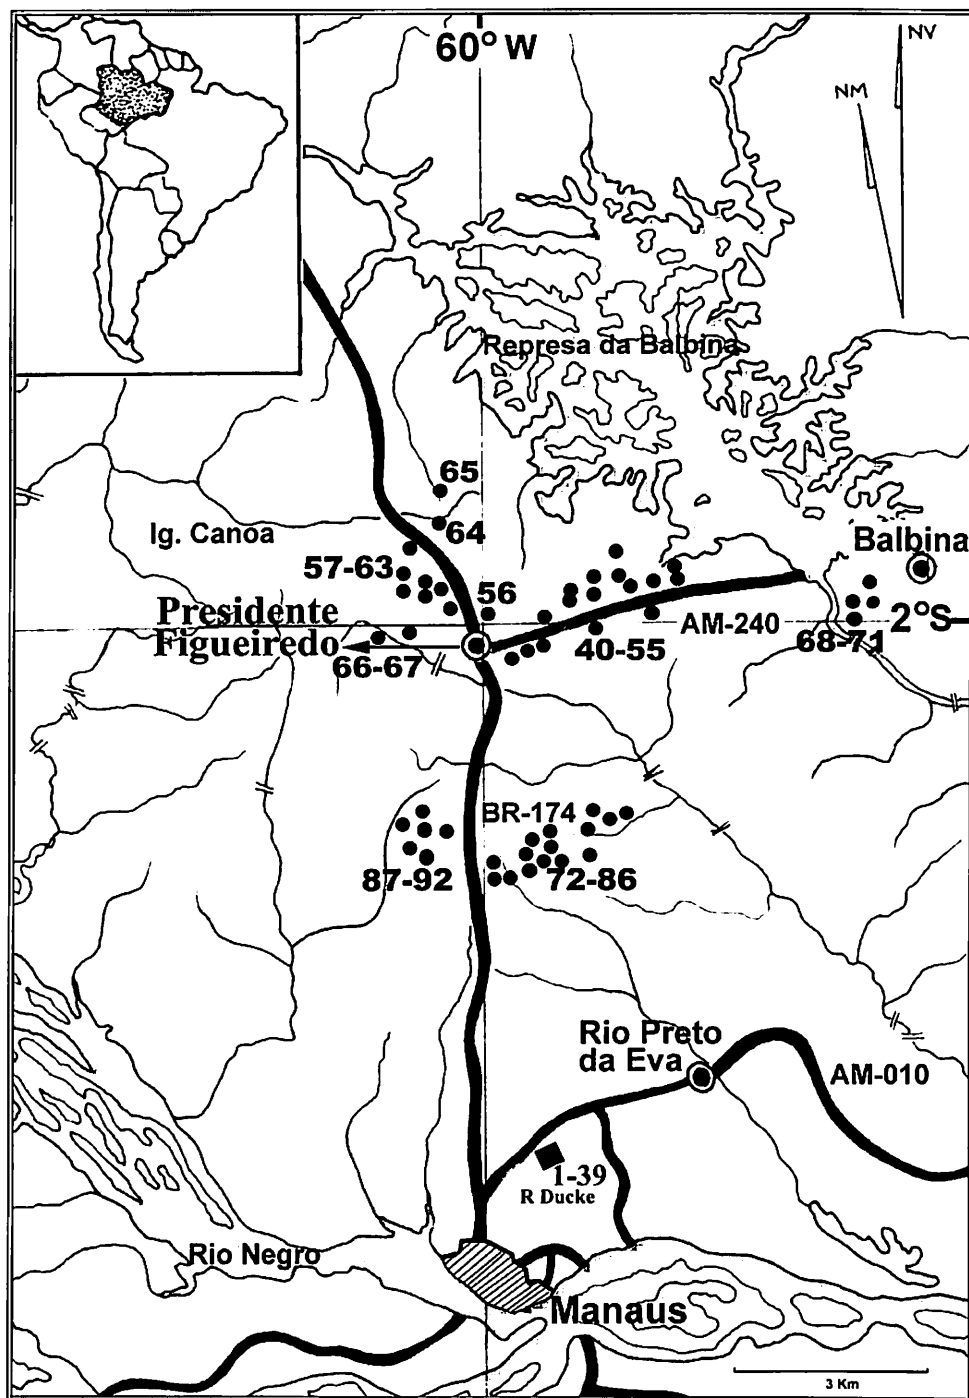 60° W
NV
NM
Represa da Balbina
65
64
Ig. Canoa
57-63
Balbina
56
Presidente
Figueiredo
2°S
AM-240
68-71
40-55
66-67
BR-174
87-92
72-86
Rio Preto
da Eva
AM-010
1-39
R Ducke
Rio Negro
Manaus
3 Km